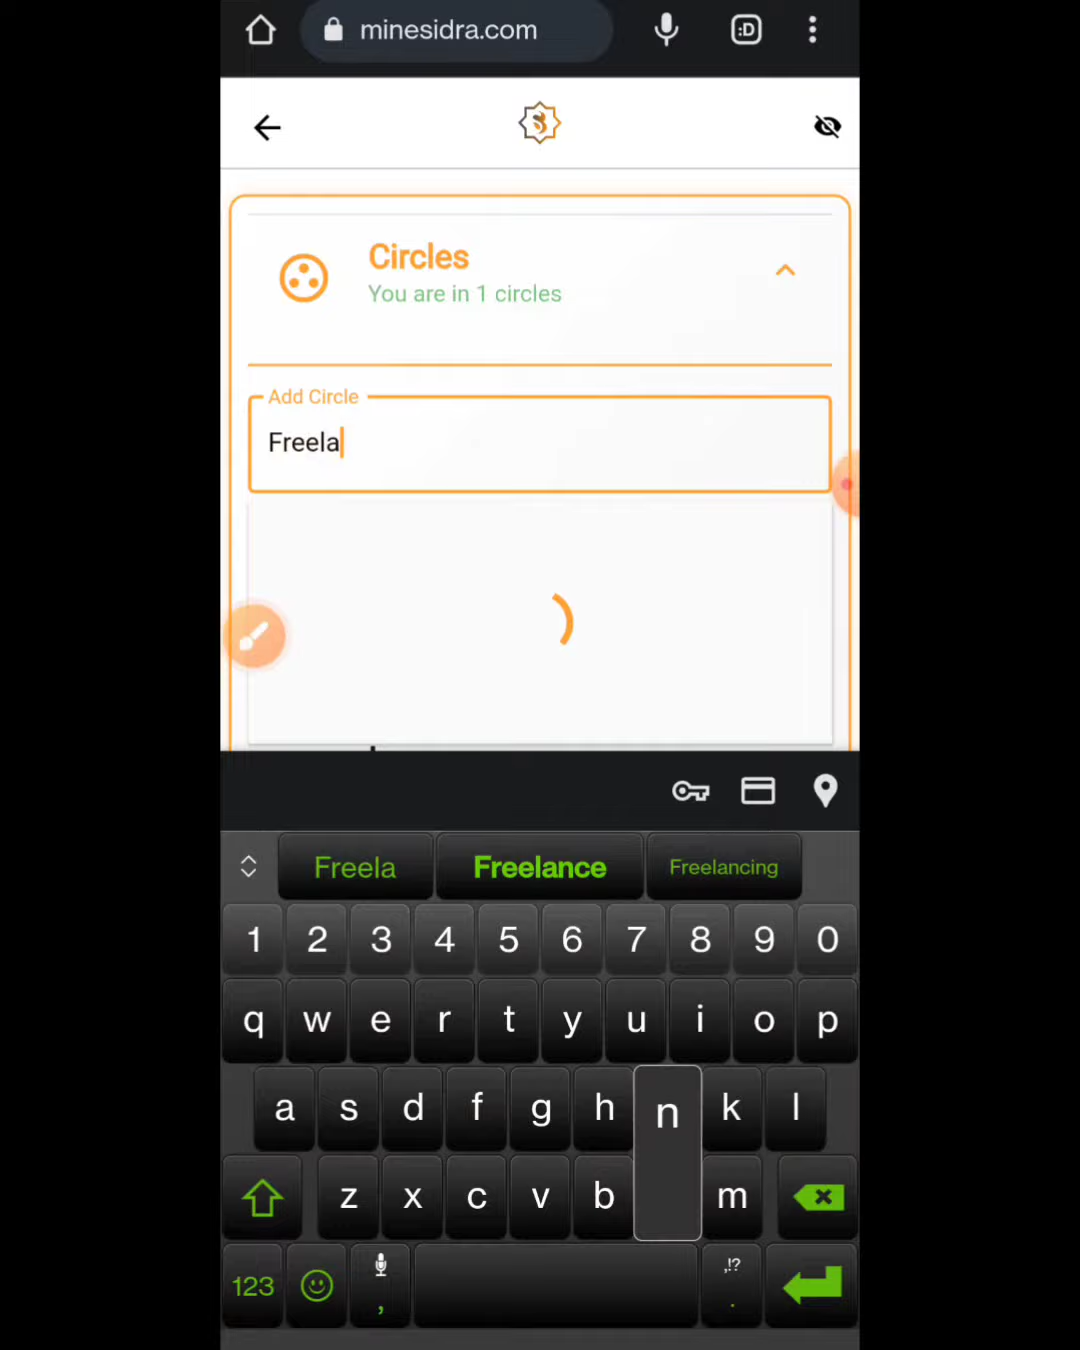 minesidra.com
:D
Circles
You are in 1 circles
Add Circle
Freela
Freela Freelance Freelancing
1 2 3 4 5 6 7 8 9 0
q w e r t y u i o p
a s d f g h n k l
z x c v b m
123 , ,!? .